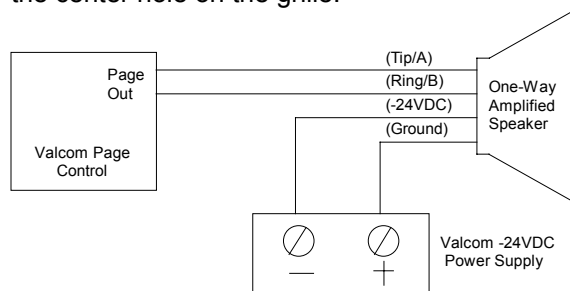 the center hole on the grille.
(Tip/A)
Page
Out
(Ring/B)
One-Way
Amplified
Speaker
(-24VDC)
(Ground)
Valcom Page
Control
Valcom -24VDC
Power Supply